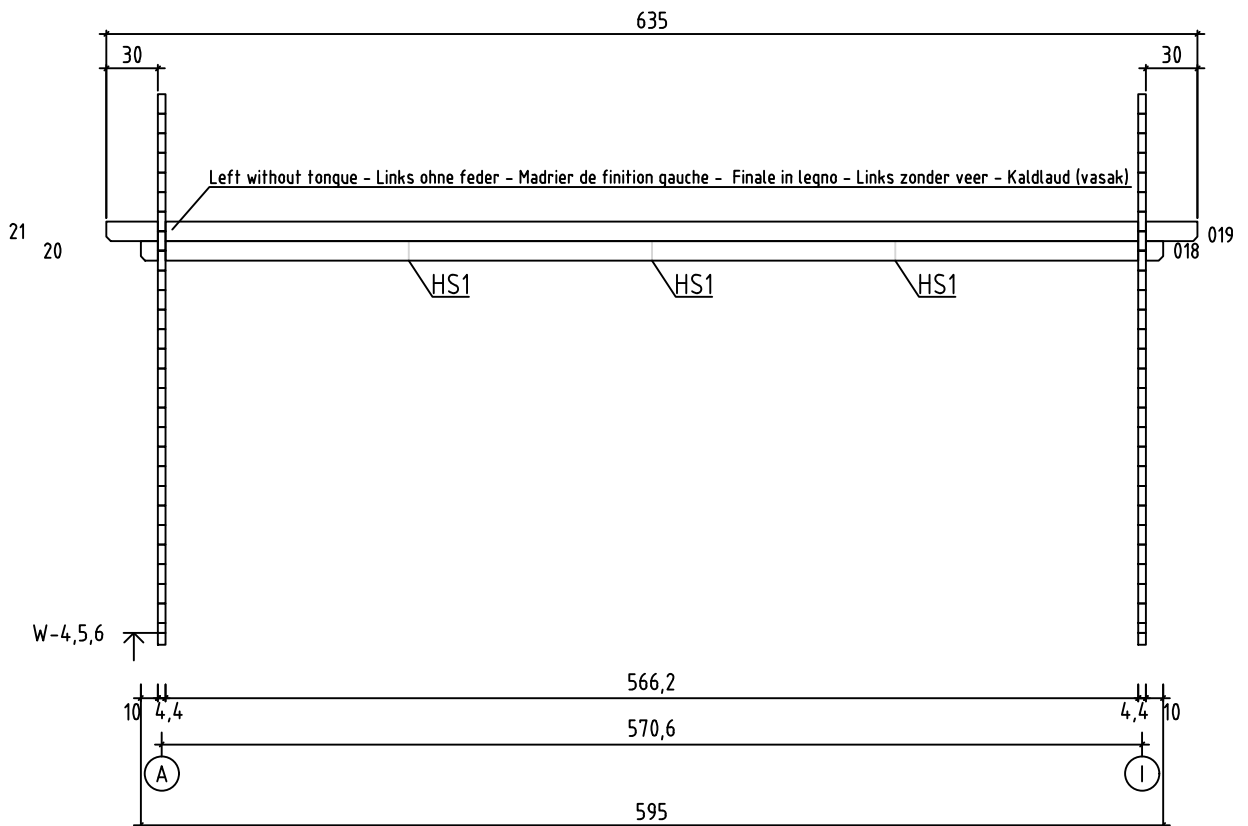 635
30 30
Left without tongue - Links ohne feder - Madrier de finition gauche - Finale in legno - Links zonder veer - Kaldlaud (vasak)
21 019
20 018
HS1 HS1 HS1
W-4,5,6
566,2
10 4,4 4,4 10
570,6
A I
595